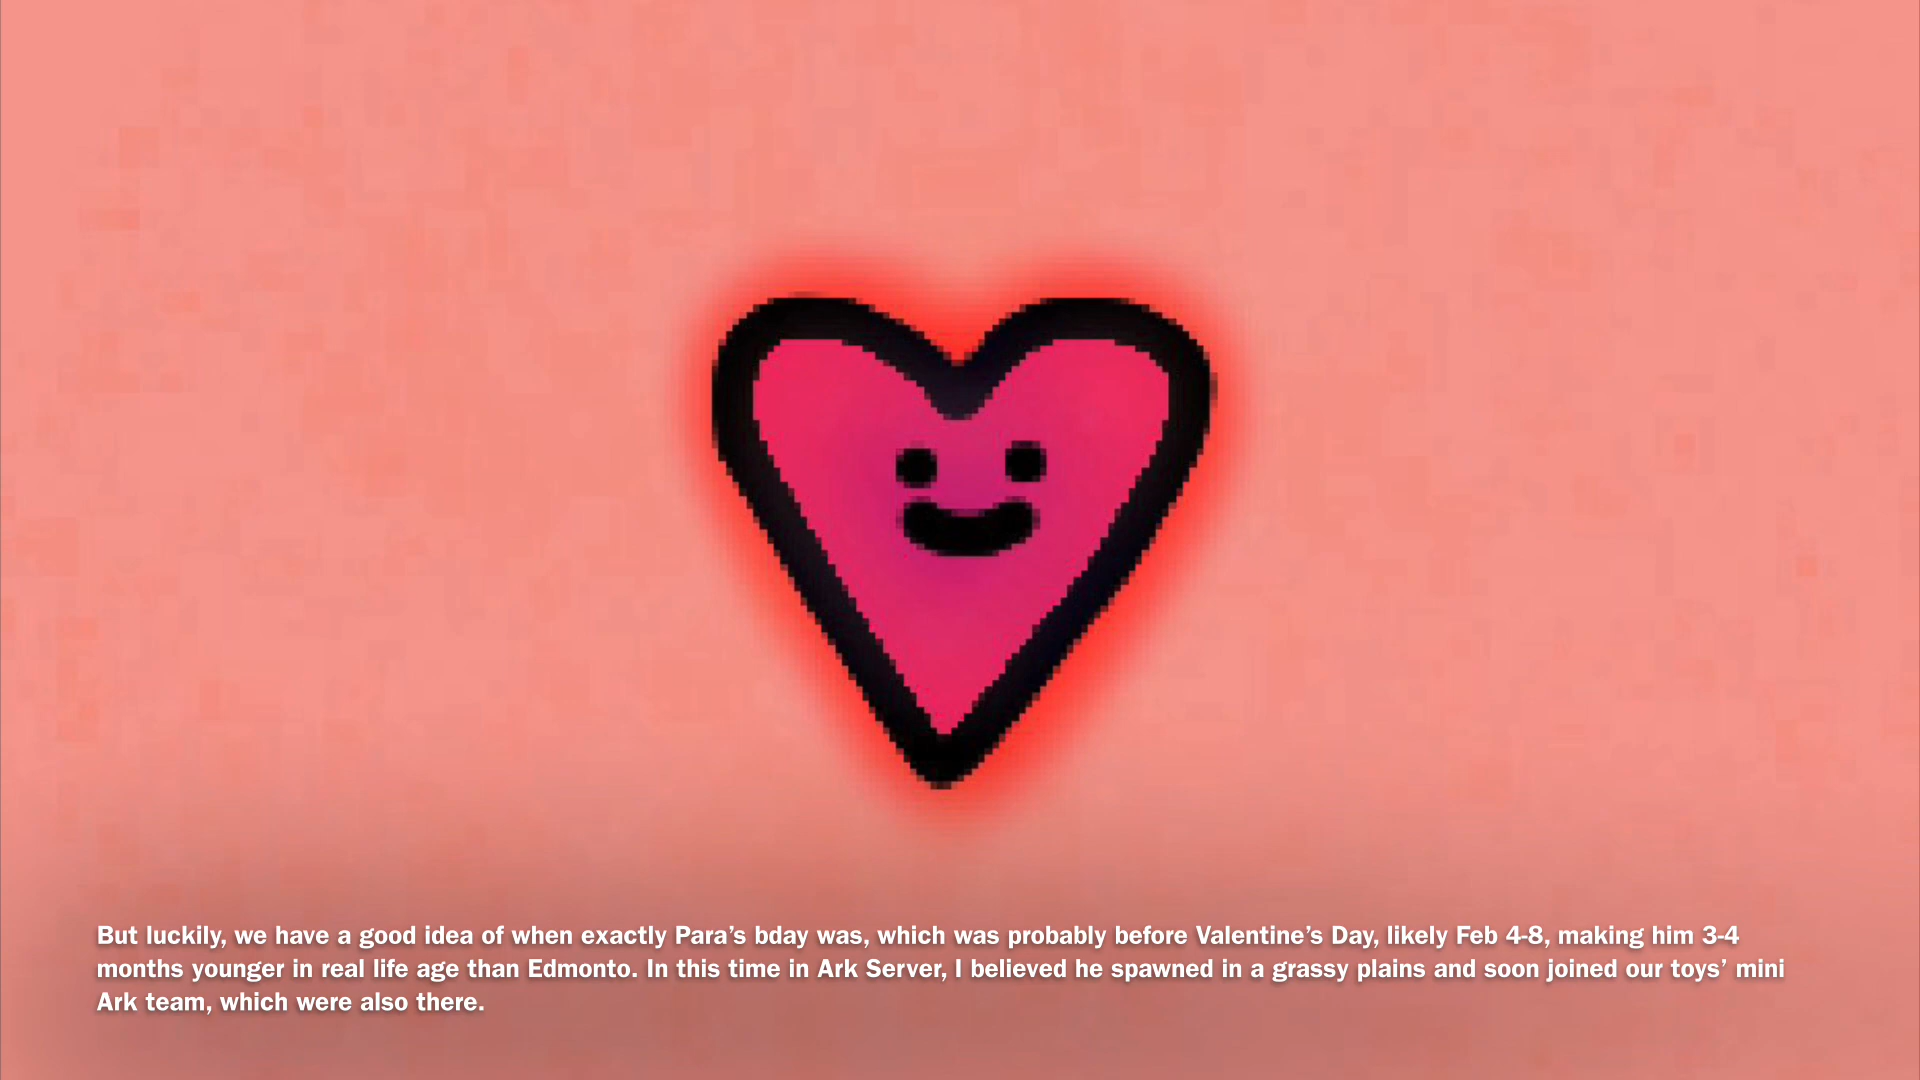 But luckily, we have a good idea of when exactly Para’s bday was, which was probably before Valentine’s Day, likely Feb 4-8, making him 3-4
months younger in real life age than Edmonto. In this time in Ark Server, I believed he spawned in a grassy plains and soon joined our toys’ mini
Ark team, which were also there.